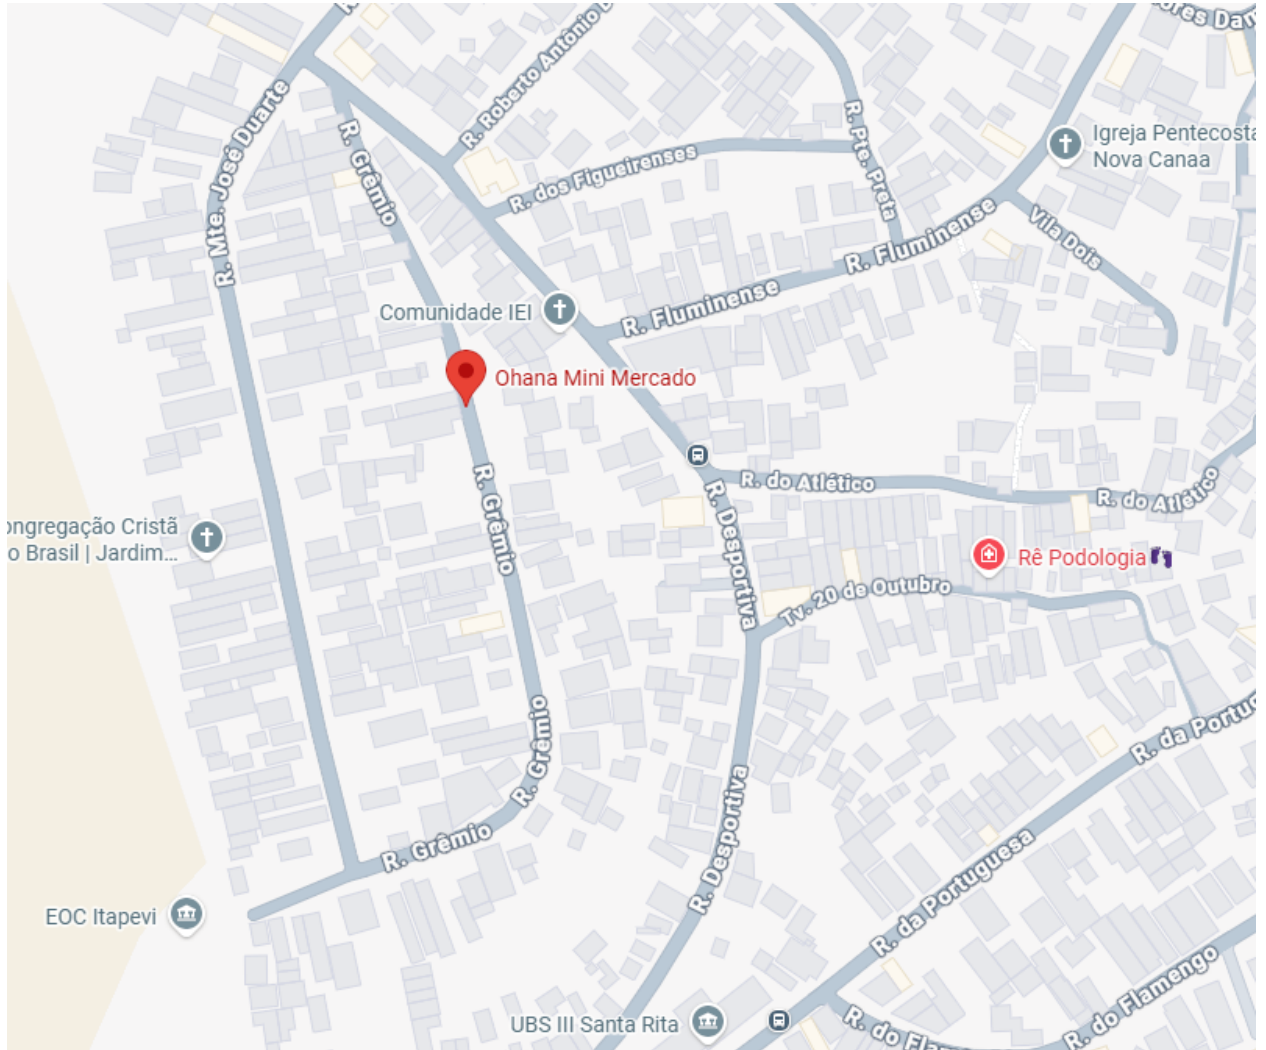 R. Roberto Antônio
R. Mte. José Duarte
R. Grêmio
R. dos Figueirenses
R. Pte. Preta
Igreja Pentecosta
Nova Canaa
Vila Dois
R. Fluminense
R. Fluminense
Comunidade IEI
Ohana Mini Mercado
R. Grêmio
R. do Atlético
R. do Atlético
R. Desportiva
ongregação Cristã
o Brasil | Jardim...
Rê Podologia
Tv. 20 de Outubro
R. Grêmio
R. Grêmio
R. da Portug
R. Desportiva
R. da Portuguesa
EOC Itapevi
R. do Flamengo
UBS III Santa Rita
R. do Fla